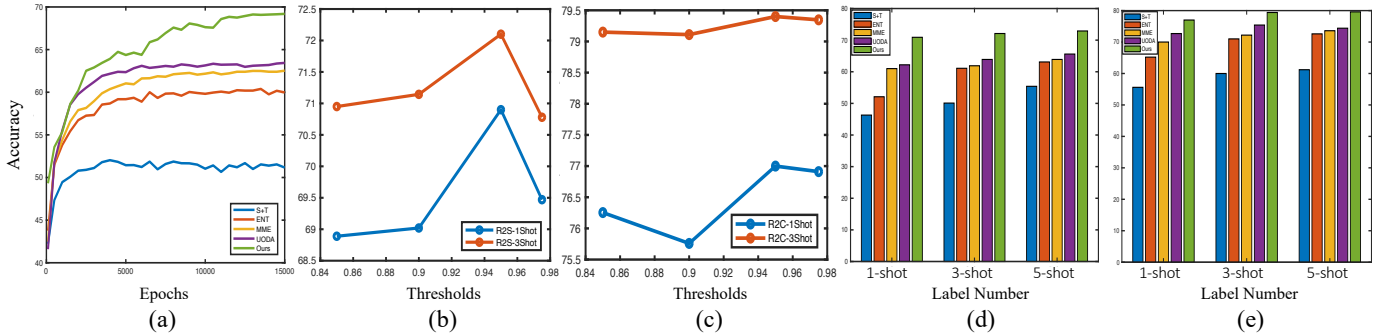 Accuracy
70
65
60
55
50
45
40
0
5000
10000
15000
S+T
ENT
MME
UODA
Ours
Epochs
(a)
72.5
72
71.5
71
70.5
70
69.5
69
68.5
0.84
0.86
0.88
0.9
0.92
0.94
0.96
0.98
R2S-1Shot
R2S-3Shot
Thresholds
(b)
79.5
79
78.5
78
77.5
77
76.5
76
75.5
0.84
0.86
0.88
0.9
0.92
0.94
0.96
0.98
R2C-1Shot
R2C-3Shot
Thresholds
(c)
80
70
60
50
40
30
20
10
0
S+T
ENT
MME
UODA
Ours
1-shot
3-shot
5-shot
Label Number
(d)
80
70
60
50
40
30
20
10
0
S+T
ENT
MME
UODA
Ours
1-shot
3-shot
5-shot
Label Number
(e)